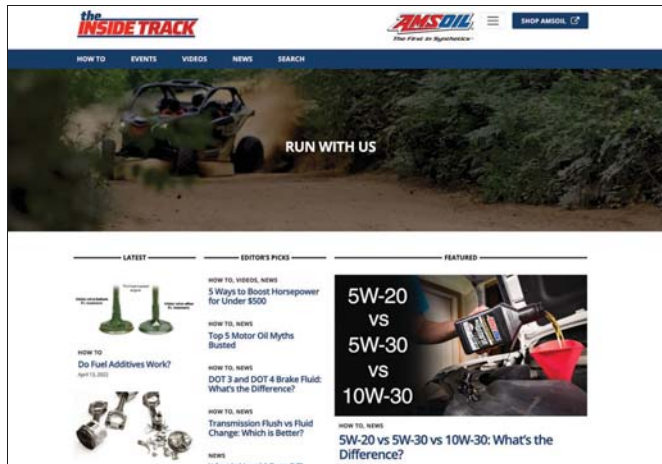 the
INSIDE TRACK
AMSOIL
The First in Synthetics
SHOP AMSOIL
HOW TO EVENTS VIDEOS NEWS SEARCH
RUN WITH US
LATEST
HOW TO
Do Fuel Additives Work?
April 13, 2022
EDITOR'S PICKS
HOW TO, VIDEOS, NEWS
5 Ways to Boost Horsepower
for Under $500
HOW TO, NEWS
Top 5 Motor Oil Myths
Busted
HOW TO, NEWS
DOT 3 and DOT 4 Brake Fluid:
What's the Difference?
HOW TO, NEWS
Transmission Flush vs Fluid
Change: Which is Better?
NEWS
FEATURED
5W-20
vs
5W-30
vs
10W-30
HOW TO, NEWS
5W-20 vs 5W-30 vs 10W-30: What's the
Difference?